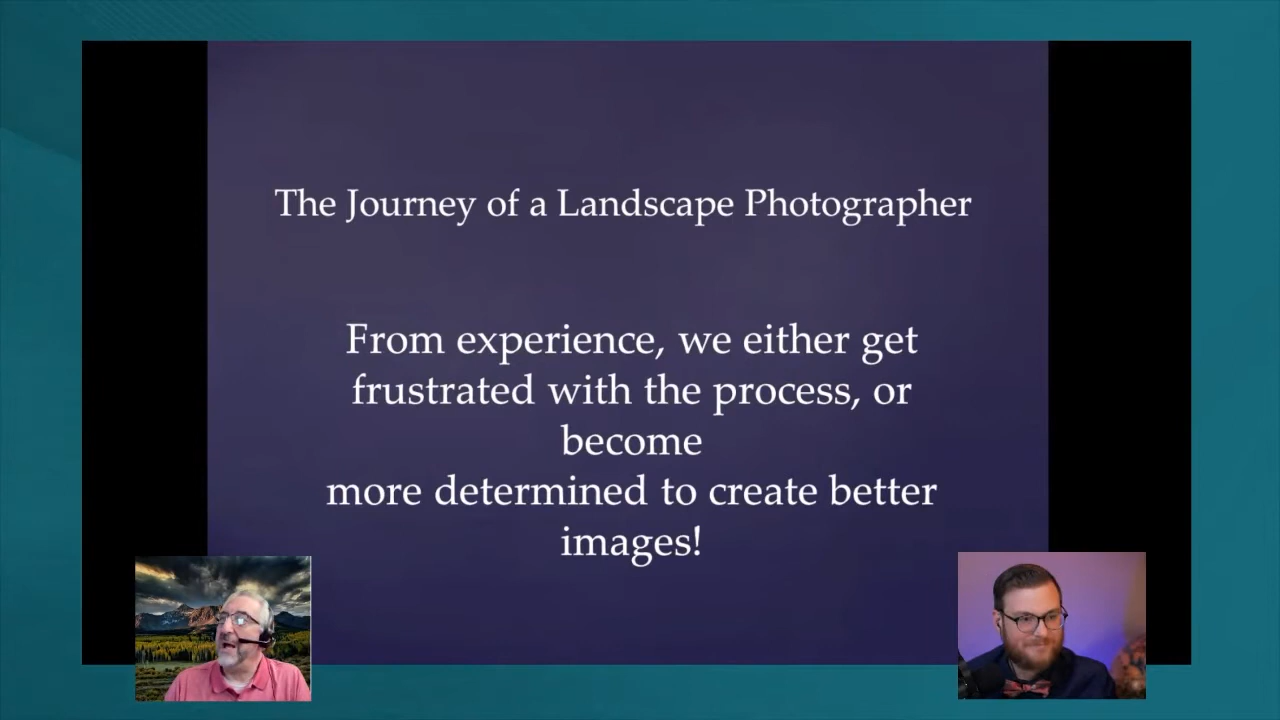 The Journey of a Landscape Photographer
From experience, we either get
frustrated with the process, or
become
more determined to create better
images!